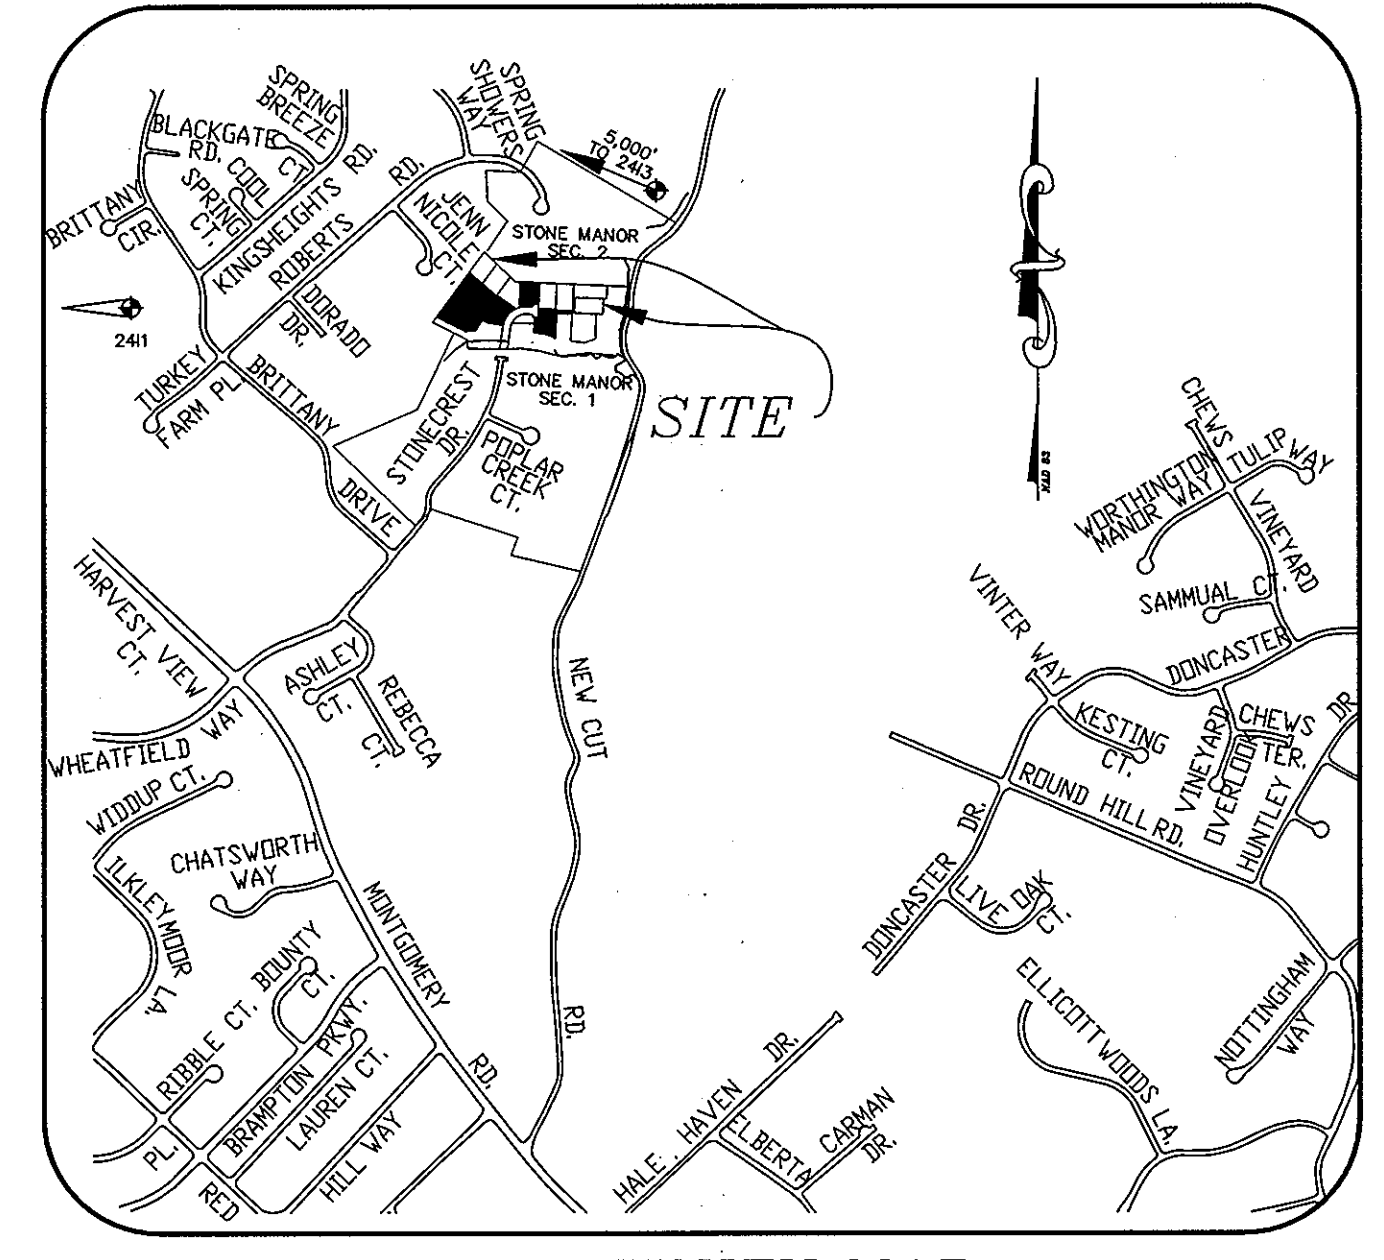 SPRING
BREEZE
CT.
BLACKGATE
RD.
COOL
SPRING
CT.
BRITTANY
CIR.
KINGSHEIGHTS RD.
ROBERTS RD.
SPRING
SHOWERS
WAY
5,000'
TO 2413
JENN
NICOLE
CT.
STONE MANOR
SEC. 2
2411
DORADO
DR.
TURKEY
FARM PL.
BRITTANY
DRIVE
STONE MANOR
SEC. 1
SITE
STONECREST
DR.
POPLAR
CREEK
CT.
NAD 83
CHEWS
TULIP WAY
WORTHINGTON
MANOR WAY
VINEYARD
SAMMUAL CT.
VINTER WAY
DONCASTER
HARVEST VIEW
CT.
ASHLEY
CT.
REBECCA
CT.
NEW CUT
RD.
WHEATFIELD WAY
KESTING
CT.
VINEYARD
OVERLOOK
CHEWS
TER.
HUNTLEY DR.
ROUND HILL RD.
WIDDUP CT.
CHATSWORTH
WAY
DONCASTER DR.
LIVE OAK
CT.
ILKLEY MOOR LA.
MONTGOMERY
RD.
BOUNTY
CT.
RIBBLE CT.
BRAMPTON PKWY.
LAUREN CT.
HILL WAY
PL.
RED
HALE HAVEN DR.
ELBERTA
CARMAN
DR.
ELLICOTT WOODS LA.
NOTTINGHAM
WAY